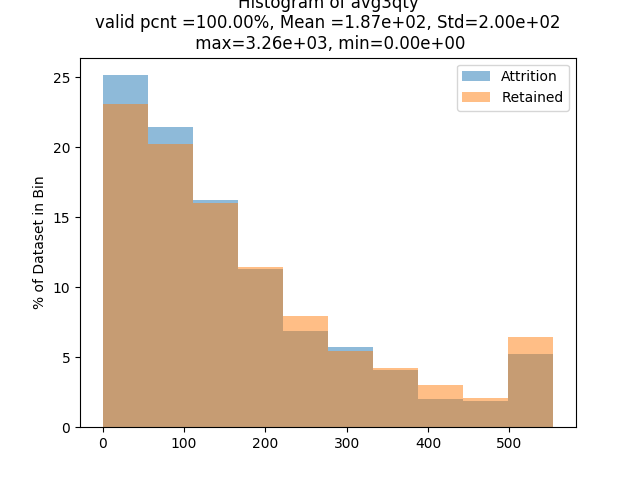 Histogram of avg3qty
valid pcnt =100.00%, Mean =1.87e+02, Std=2.00e+02
max=3.26e+03, min=0.00e+00
Attrition
Retained
% of Dataset in Bin
25
20
15
10
5
0
0 100 200 300 400 500